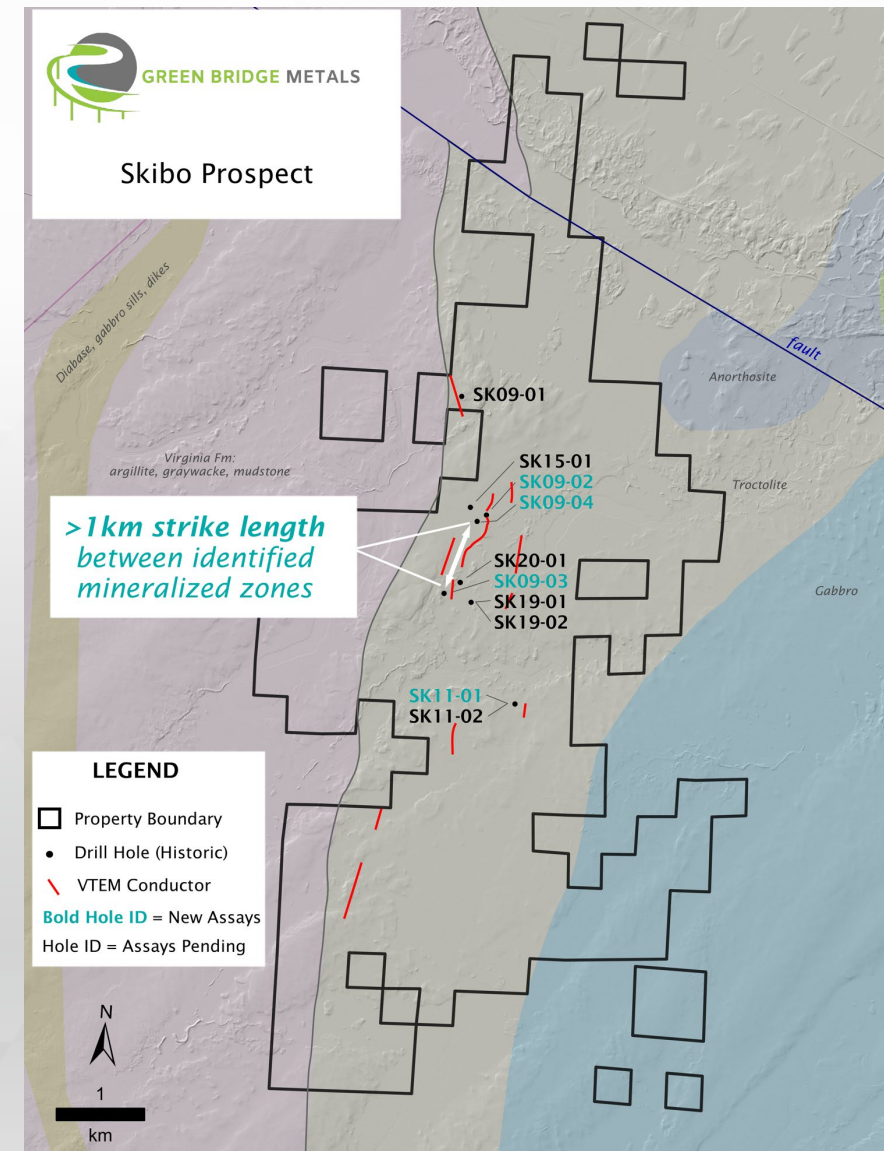 GREEN BRIDGE METALS
Skibo Prospect
Diabase, gabbro sills, dikes
fault
Anorthosite
SK09-01
Virginia Fm:
argillite, graywacke, mudstone
SK15-01
SK09-02
SK09-04
Troctolite
>1km strike length
between identified
mineralized zones
SK20-01
SK09-03
SK19-01
SK19-02
Gabbro
SK11-01
SK11-02
LEGEND
Property Boundary
Drill Hole (Historic)
VTEM Conductor
Bold Hole ID = New Assays
Hole ID = Assays Pending
N
1
km